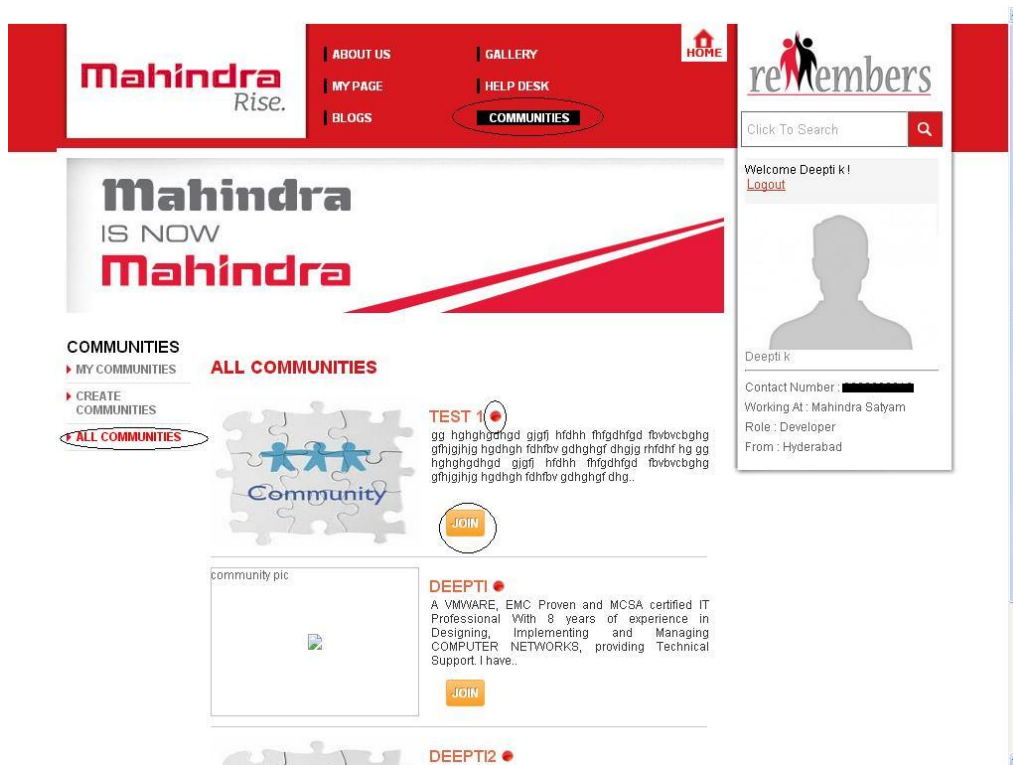 Mahindra
Rise.
ABOUT US
MY PAGE
BLOGS
GALLERY
HELP DESK
COMMUNITIES
HOME
reMembers
Click To Search
Welcome Deepti k !
Logout
Mahindra
IS NOW
Mahindra
Deepti k
Contact Number :
Working At : Mahindra Satyam
Role : Developer
From : Hyderabad
COMMUNITIES
MY COMMUNITIES
CREATE
COMMUNITIES
ALL COMMUNITIES
ALL COMMUNITIES
Community
TEST 1
gg hghghgdhgd gjgfj hfdhh fhfgdhfgd fbvbvcbghg
gfhjgjhjg hgdhgh fdhfbv gdhghgf dhgjg rhfdhf hg gg
hghghgdhgd gjgfj hfdhh fhfgdhfgd fbvbvcbghg
gfhjgjhjg hgdhgh fdhfbv gdhghgf dhg..
JOIN
community pic
DEEPTI
A VMWARE, EMC Proven and MCSA certified IT
Professional With 8 years of experience in
Designing, Implementing and Managing
COMPUTER NETWORKS, providing Technical
Support. I have..
JOIN
DEEPTI2